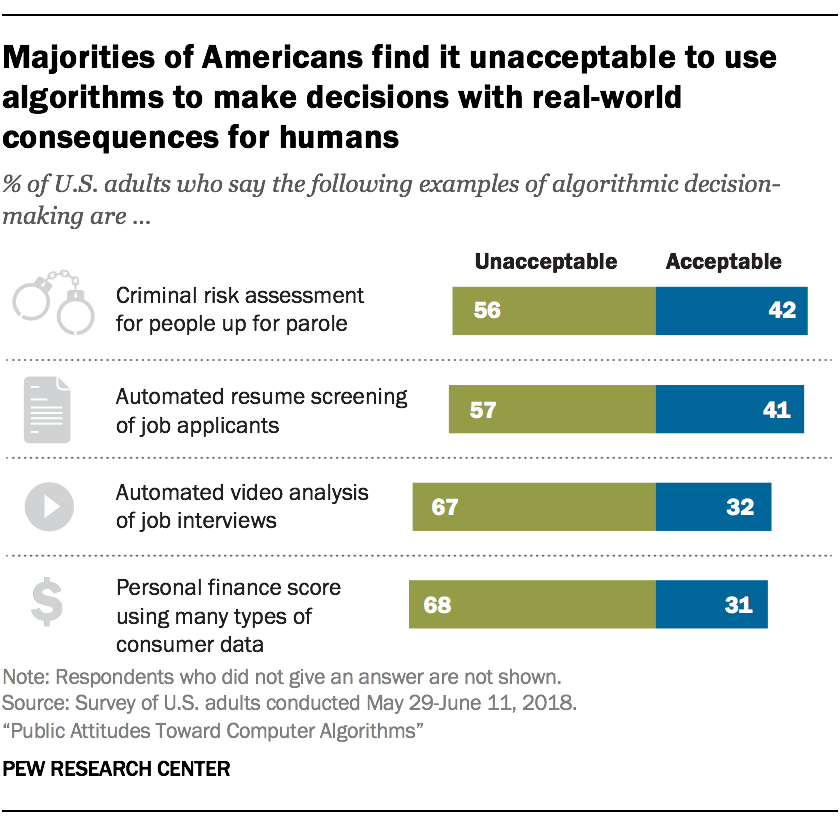 Majorities of Americans find it unacceptable to use
algorithms to make decisions with real-world
consequences for humans
% of U.S. adults who say the following examples of algorithmic decision-
making are ...
Unacceptable Acceptable
Criminal risk assessment
for people up for parole
56 42
Automated resume screening
of job applicants
57 41
Automated video analysis
of job interviews
67 32
Personal finance score
using many types of
consumer data
68 31
$
Note: Respondents who did not give an answer are not shown.
Source: Survey of U.S. adults conducted May 29-June 11, 2018.
“Public Attitudes Toward Computer Algorithms”
PEW RESEARCH CENTER